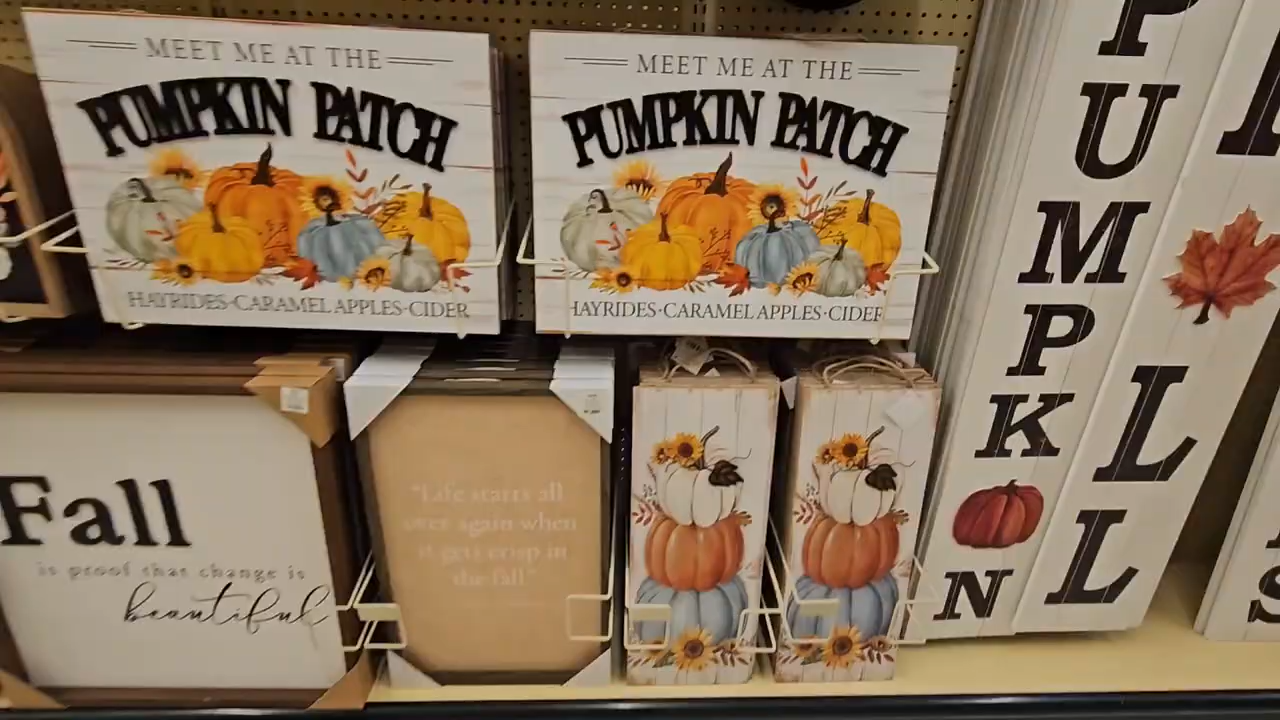 MEET ME AT THE
PUMPKIN PATCH
HAYRIDES·CARAMEL APPLES·CIDER
MEET ME AT THE
PUMPKIN PATCH
HAYRIDES·CARAMEL APPLES·CIDER
Fall
is proof that change is
beautiful
"Life starts all
over again when
it gets crisp in
the fall."
P
U
M
P
K
N
L
L